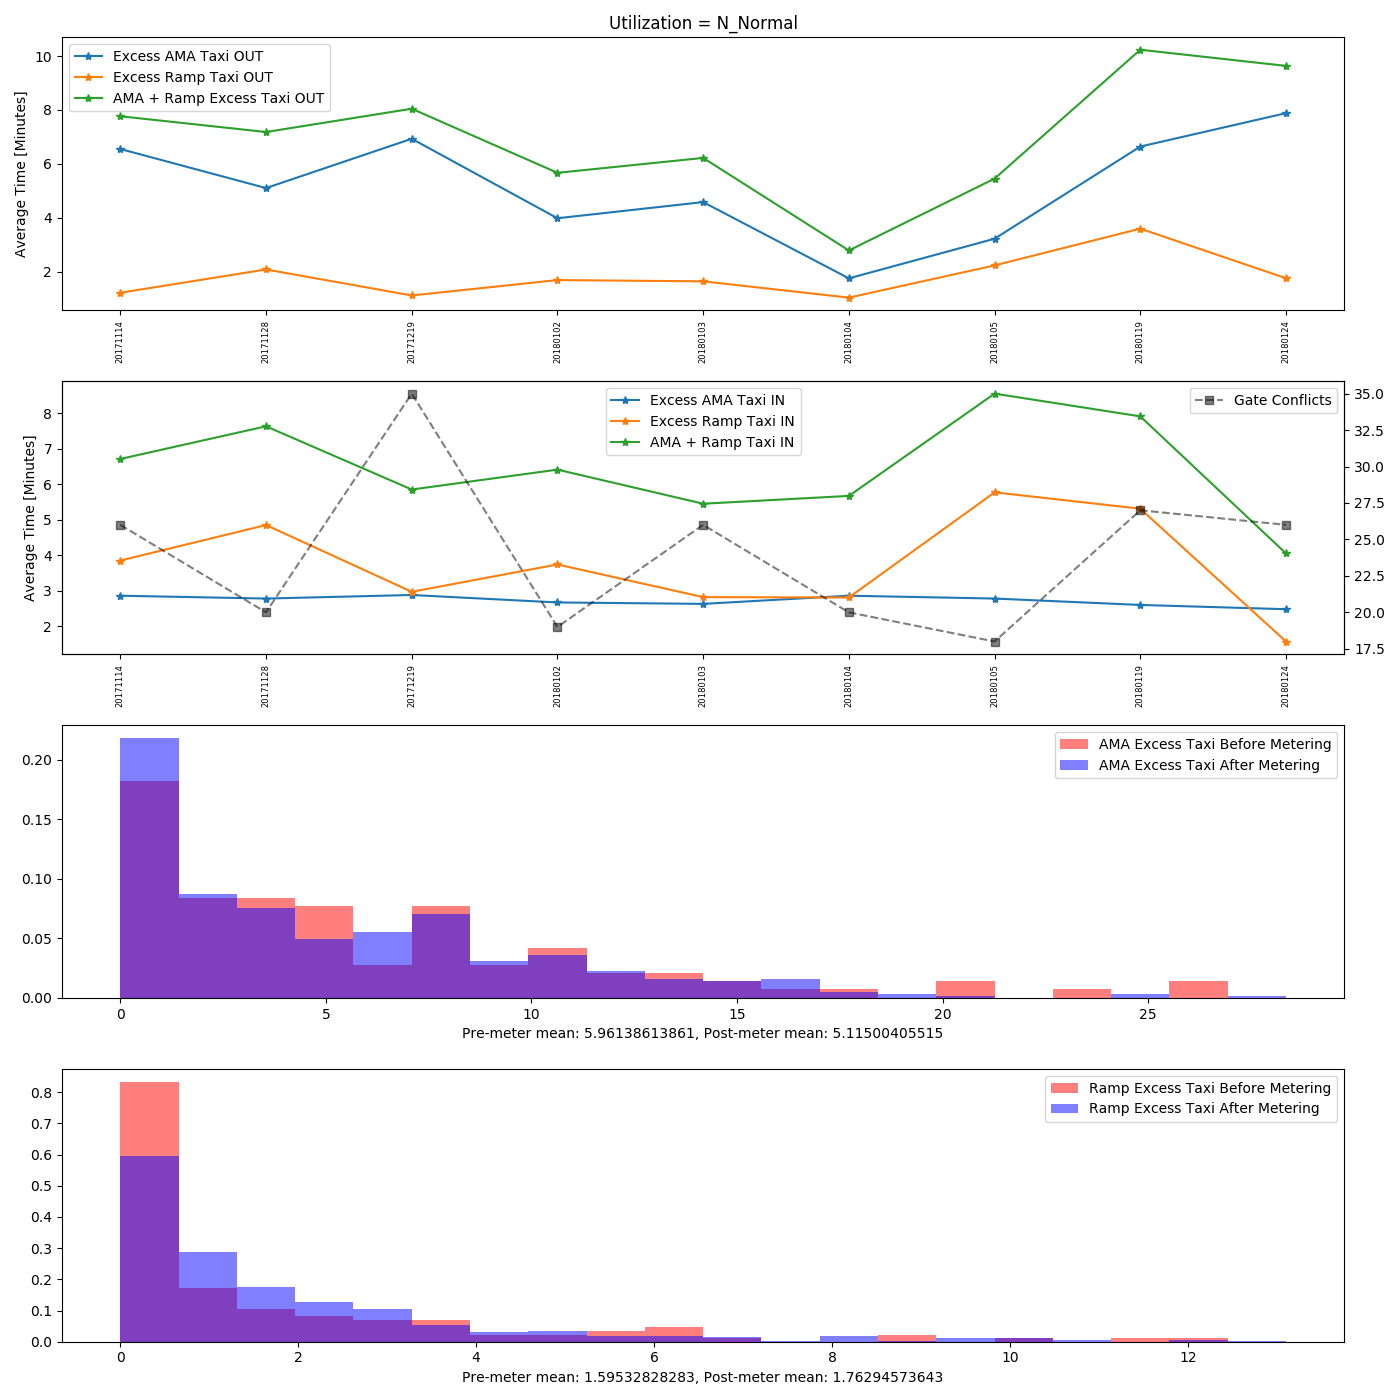 Utilization = N_Normal
Excess AMA Taxi OUT
Excess Ramp Taxi OUT
AMA + Ramp Excess Taxi OUT
Average Time [Minutes]
10
8
6
4
2
20171114 20171128 20171219 20180102 20180103 20180104 20180105 20180119 20180124
Excess AMA Taxi IN
Excess Ramp Taxi IN
AMA + Ramp Taxi IN
Gate Conflicts
Average Time [Minutes]
8
7
6
5
4
3
2
35.0
32.5
30.0
27.5
25.0
22.5
20.0
17.5
20171114 20171128 20171219 20180102 20180103 20180104 20180105 20180119 20180124
AMA Excess Taxi Before Metering
AMA Excess Taxi After Metering
0.20
0.15
0.10
0.05
0.00
0 5 10 15 20 25
Pre-meter mean: 5.96138613861, Post-meter mean: 5.11500405515
Ramp Excess Taxi Before Metering
Ramp Excess Taxi After Metering
0.8
0.7
0.6
0.5
0.4
0.3
0.2
0.1
0.0
0 2 4 6 8 10 12
Pre-meter mean: 1.59532828283, Post-meter mean: 1.76294573643